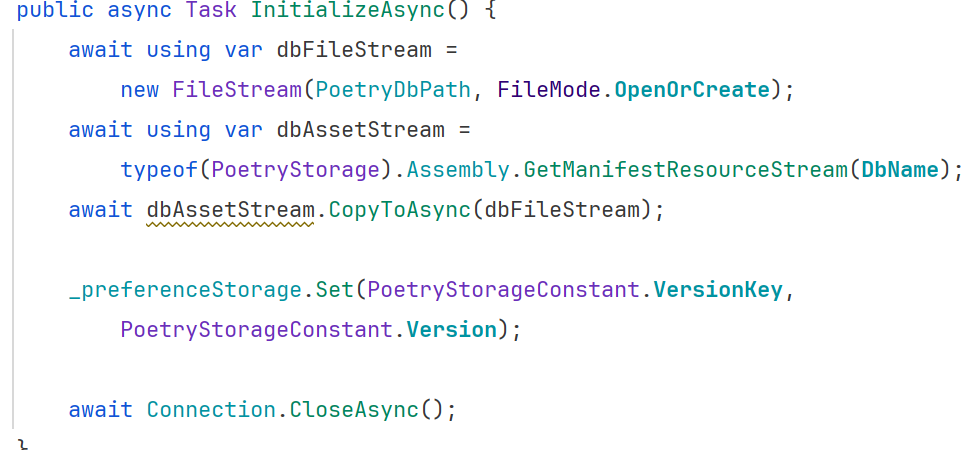 public async Task InitializeAsync() {
await using var dbFileStream =
new FileStream(PoetryDbPath, FileMode.OpenOrCreate);
await using var dbAssetStream =
typeof(PoetryStorage).Assembly.GetManifestResourceStream(DbName);
await dbAssetStream.CopyToAsync(dbFileStream);
_preferenceStorage.Set(PoetryStorageConstant.VersionKey,
PoetryStorageConstant.Version);
await Connection.CloseAsync();
}